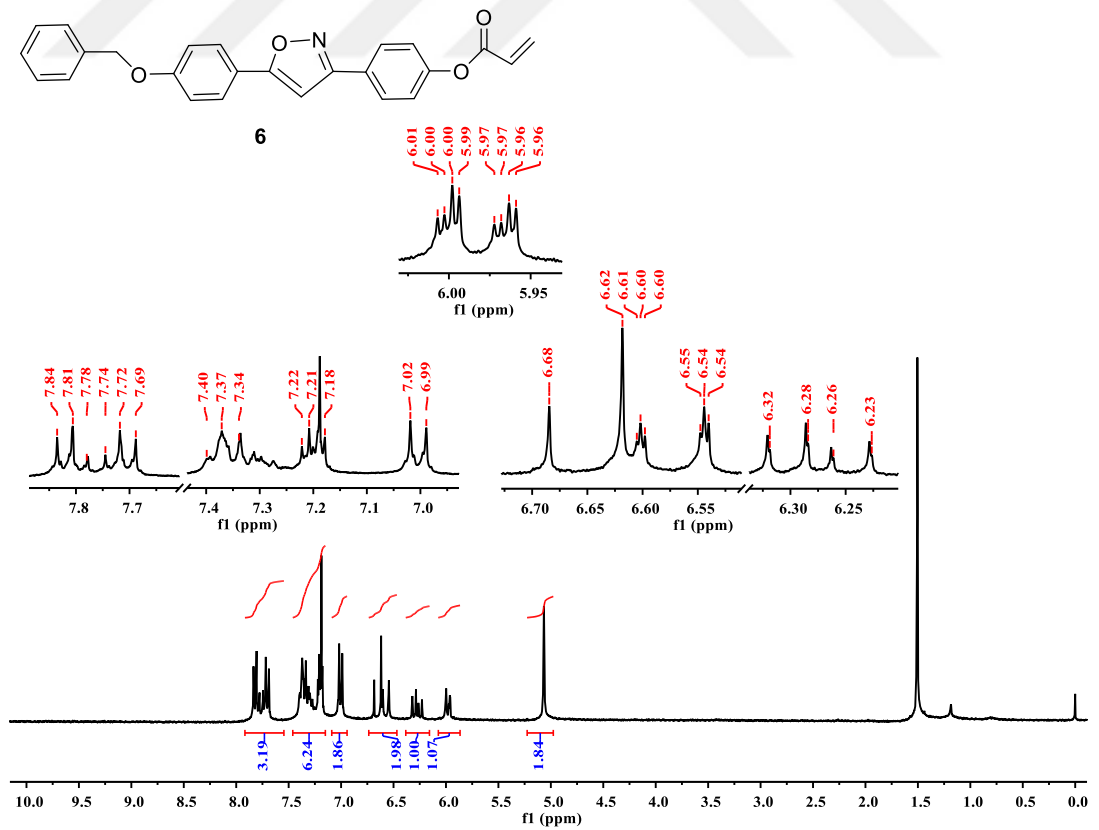 O
O
N
O
O
6
6.01 6.00 6.00 5.99 5.97 5.97 5.96 5.96
6.00 5.95
f1 (ppm)
7.84 7.81 7.78 7.74 7.72 7.69
7.40 7.37 7.34 7.22 7.21 7.18 7.02 6.99
6.68 6.62 6.61 6.60 6.60 6.55 6.54 6.54
6.32 6.28 6.26 6.23
7.8 7.7 7.4 7.3 7.2 7.1 7.0
f1 (ppm)
6.70 6.65 6.60 6.55 6.30 6.25
f1 (ppm)
3.19 6.24 1.86 1.98 1.00 1.07 1.84
10.0 9.5 9.0 8.5 8.0 7.5 7.0 6.5 6.0 5.5 5.0 4.5 4.0 3.5 3.0 2.5 2.0 1.5 1.0 0.5 0.0
f1 (ppm)